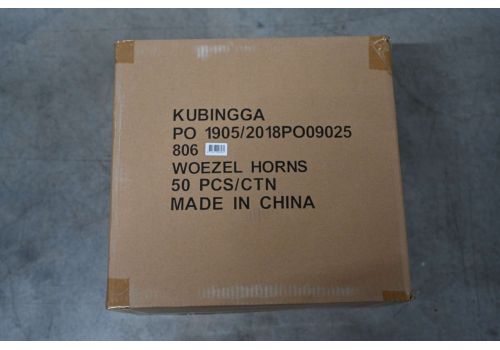 KUBINGGA
PO 1905/2018PO09025
806
WOEZEL HORNS
50 PCS/CTN
MADE IN CHINA